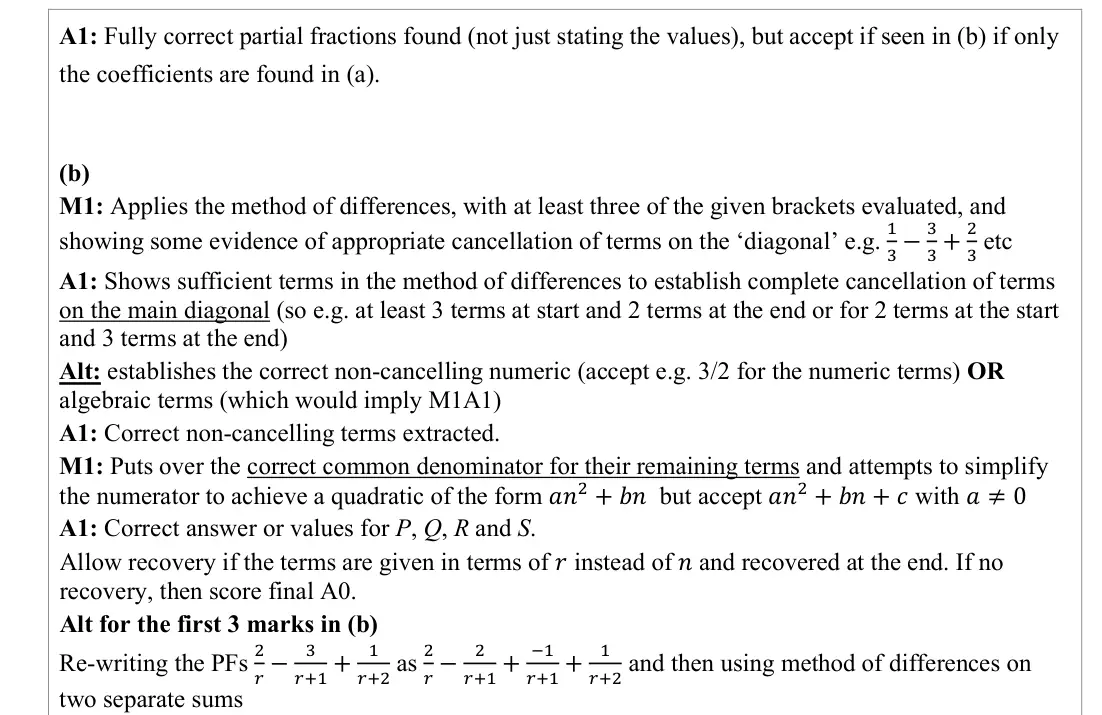 A1: Fully correct partial fractions found (not just stating the values), but accept if seen in (b) if only
the coefficients are found in (a).
(b)
M1: Applies the method of differences, with at least three of the given brackets evaluated, and
showing some evidence of appropriate cancellation of terms on the ‘diagonal’ e.g. 1/3 − 3/3 + 2/3 etc
A1: Shows sufficient terms in the method of differences to establish complete cancellation of terms
on the main diagonal (so e.g. at least 3 terms at start and 2 terms at the end or for 2 terms at the start
and 3 terms at the end)
Alt: establishes the correct non-cancelling numeric (accept e.g. 3/2 for the numeric terms) OR
algebraic terms (which would imply M1A1)
A1: Correct non-cancelling terms extracted.
M1: Puts over the correct common denominator for their remaining terms and attempts to simplify
the numerator to achieve a quadratic of the form an² + bn but accept an² + bn + c with a ≠ 0
A1: Correct answer or values for P, Q, R and S.
Allow recovery if the terms are given in terms of r instead of n and recovered at the end. If no
recovery, then score final A0.
Alt for the first 3 marks in (b)
Re-writing the PFs 2/r − 3/(r+1) + 1/(r+2) as 2/r − 2/(r+1) + −1/(r+1) + 1/(r+2) and then using method of differences on
two separate sums